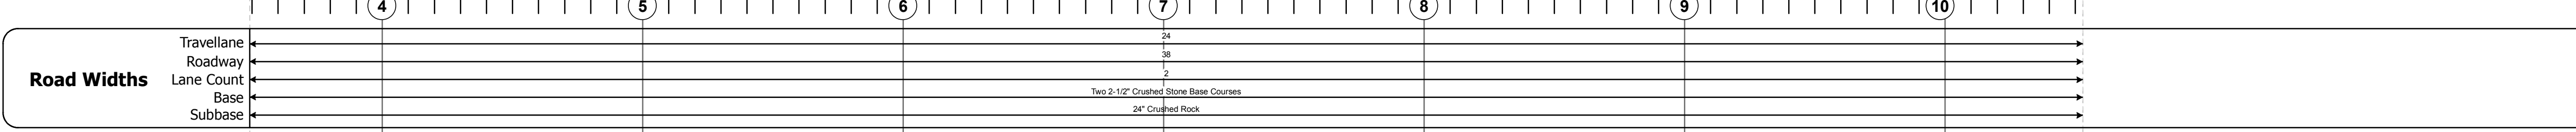 4 5 6 7 8 9 10
Road Widths
Travellane 24
Roadway 38
Lane Count 2
Base Two 2-1/2" Crushed Stone Base Courses
Subbase 24" Crushed Rock